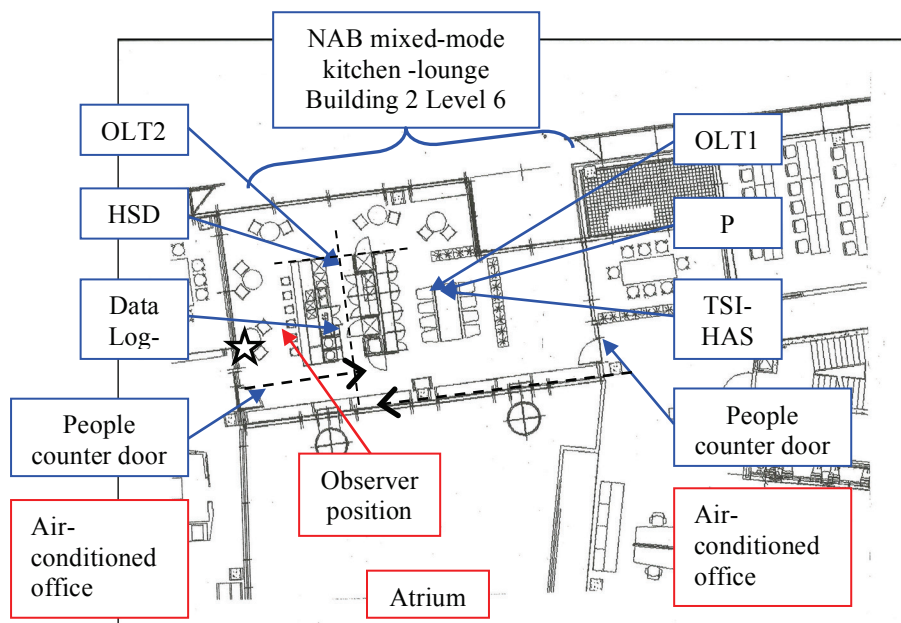 NAB mixed-mode
kitchen -lounge
Building 2 Level 6
OLT2
OLT1
HSD
P
Data
Log-
TSI-
HAS
People
counter door
People
counter door
Observer
position
Air-
conditioned
office
Air-
conditioned
office
Atrium